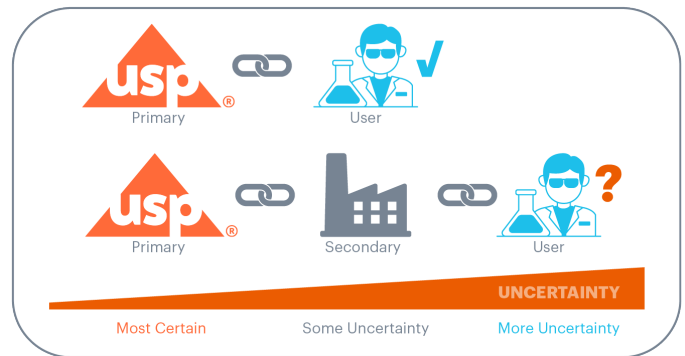 usp®
Primary
User
usp®
Primary
Secondary
User
?
UNCERTAINTY
Most Certain
Some Uncertainty
More Uncertainty